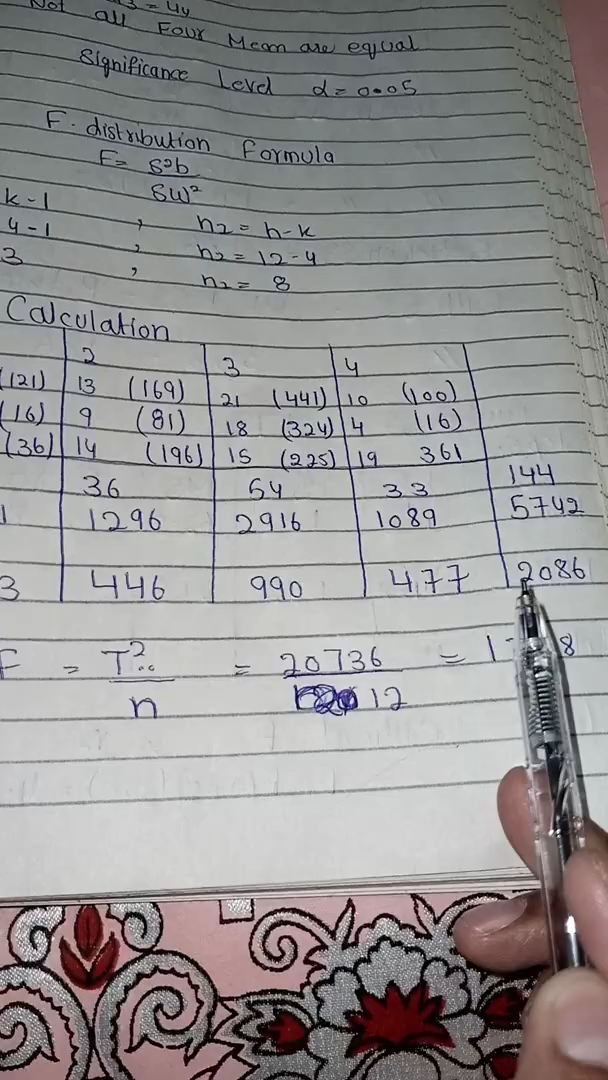 Not all Four Mean are equal
Significance Level α = 0.05
F. distribution Formula
F = S²b
Sw²
k-1 , n2 = n-k
4-1 , n2 = 12-4
3 , n2 = 8
Calculation
2 3 4
(121) 13 (169) 21 (441) 10 (100)
(16) 9 (81) 18 (324) 4 (16)
(36) 14 (196) 15 (225) 19 361
36 54 33 144
1 1296 2916 1089 5742
3 446 990 477 2086
F = T².. = 20736 = 1
n 12